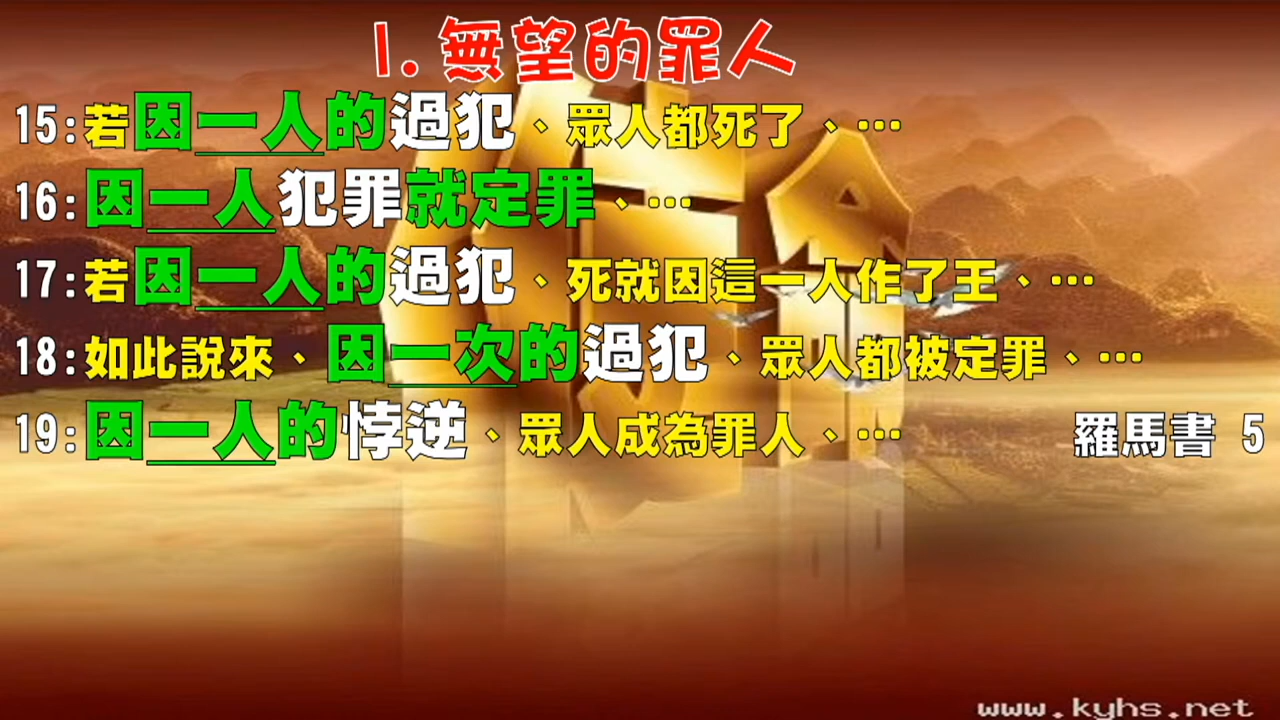 1.無望的罪人
15:若因一人的過犯、眾人都死了、…
16:因一人犯罪就定罪、…
17:若因一人的過犯、死就因這一人作了王、…
18:如此說來、因一次的過犯、眾人都被定罪、…
19:因一人的悖逆、眾人成為罪人、… 羅馬書 5
www.kyhs.net